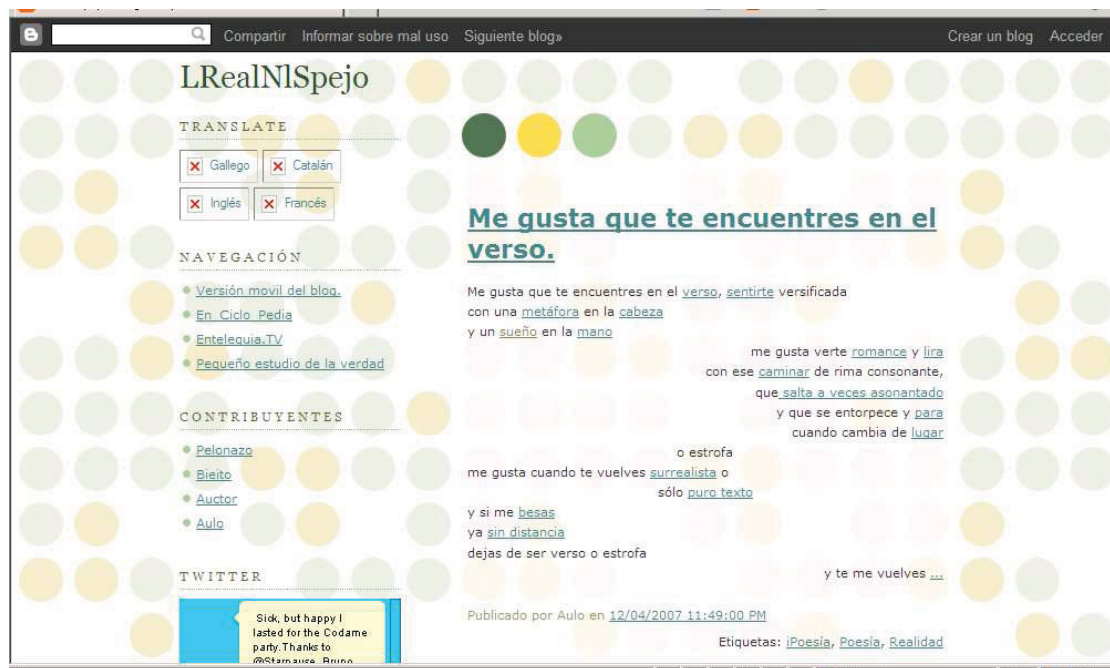 Compartir Informar sobre mal uso Siguiente blog» Crear un blog Acceder
LRealNlSpejo
TRANSLATE
Gallego Catalán
Inglés Francés
NAVEGACIÓN
Versión movil del blog.
En Ciclo Pedia
Entelequia.TV
Pequeño estudio de la verdad
CONTRIBUYENTES
Pelonazo
Bieito
Auctor
Aulo
TWITTER
Sick, but happy I
lasted for the Codame
party.Thanks to
@Starpause, Bruno
Me gusta que te encuentres en el
verso.
Me gusta que te encuentres en el verso, sentirte versificada
con una metáfora en la cabeza
y un sueño en la mano
me gusta verte romance y lira
con ese caminar de rima consonante,
que salta a veces asonantado
y que se entorpece y para
cuando cambia de lugar
o estrofa
me gusta cuando te vuelves surrealista o
sólo puro texto
y si me besas
ya sin distancia
dejas de ser verso o estrofa
y te me vuelves ...
Publicado por Aulo en 12/04/2007 11:49:00 PM
Etiquetas: iPoesía, Poesía, Realidad